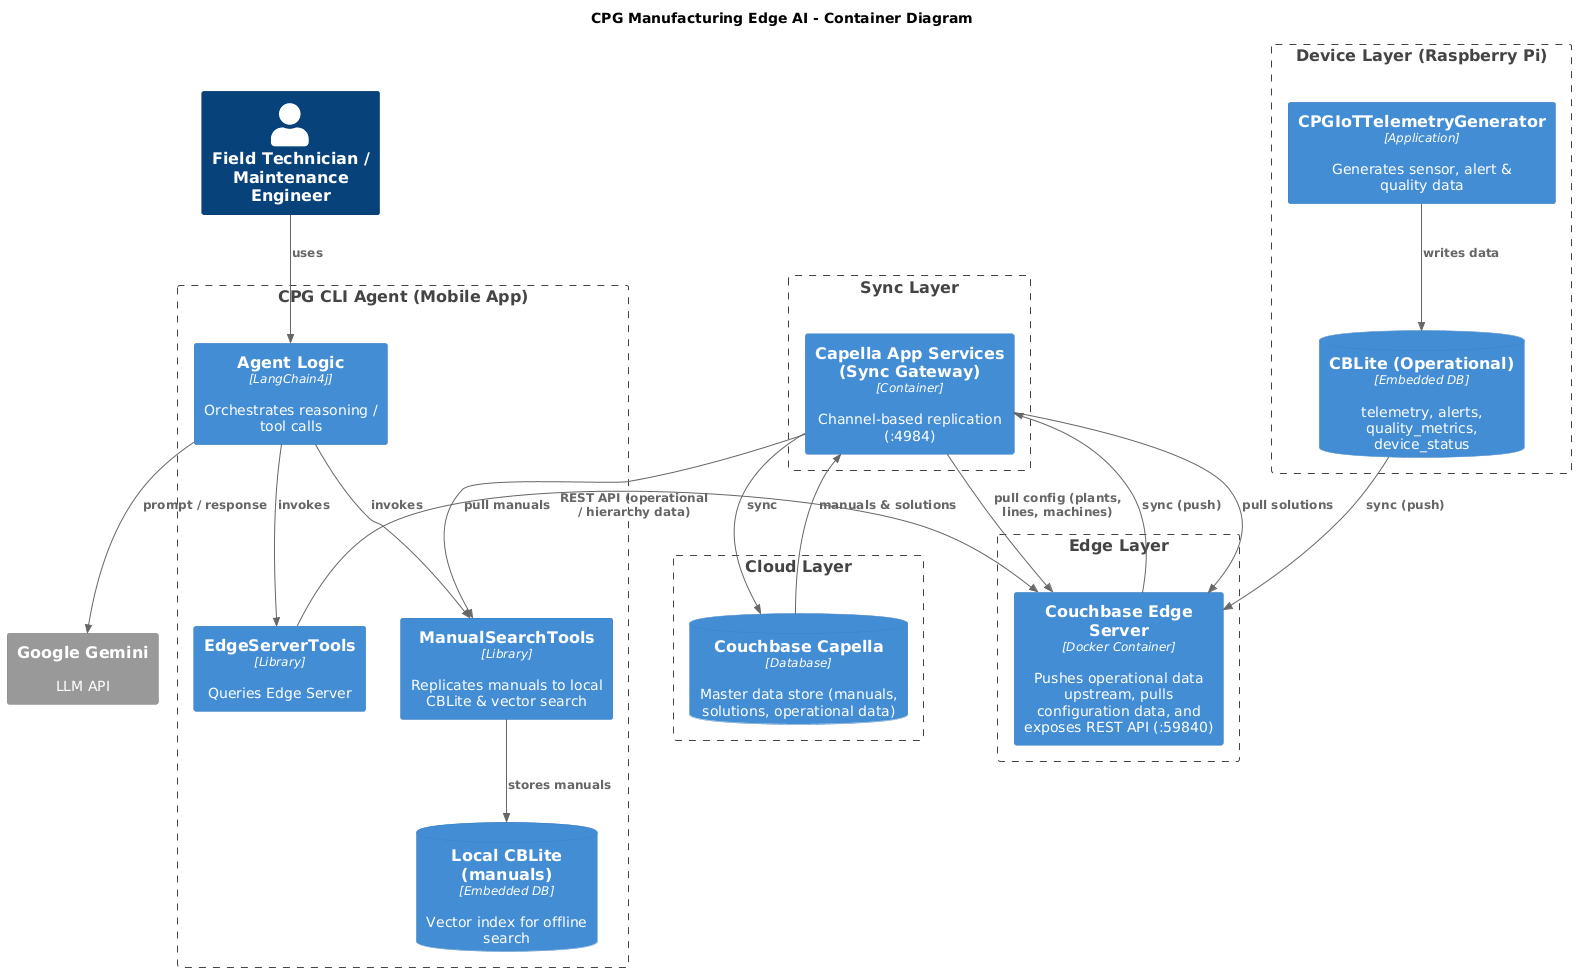 CPG Manufacturing Edge AI - Container Diagram
Device Layer (Raspberry Pi)
CPGIoTTelemetryGenerator
[Application]
Generates sensor, alert &
quality data
Field Technician /
Maintenance
Engineer
uses
writes data
CPG CLI Agent (Mobile App)
Sync Layer
Agent Logic
[LangChain4j]
Orchestrates reasoning /
tool calls
Capella App Services
(Sync Gateway)
[Container]
Channel-based replication
(:4984)
CBLite (Operational)
[Embedded DB]
telemetry, alerts,
quality_metrics,
device_status
prompt / response
invokes
invokes
pull manuals
REST API (operational
/ hierarchy data)
sync
manuals & solutions
pull config (plants,
lines, machines)
sync (push)
pull solutions
sync (push)
Cloud Layer
Edge Layer
Google Gemini
LLM API
EdgeServerTools
[Library]
Queries Edge Server
ManualSearchTools
[Library]
Replicates manuals to local
CBLite & vector search
Couchbase Capella
[Database]
Master data store (manuals,
solutions, operational data)
Couchbase Edge
Server
[Docker Container]
Pushes operational data
upstream, pulls
configuration data, and
exposes REST API (:59840)
stores manuals
Local CBLite
(manuals)
[Embedded DB]
Vector index for offline
search